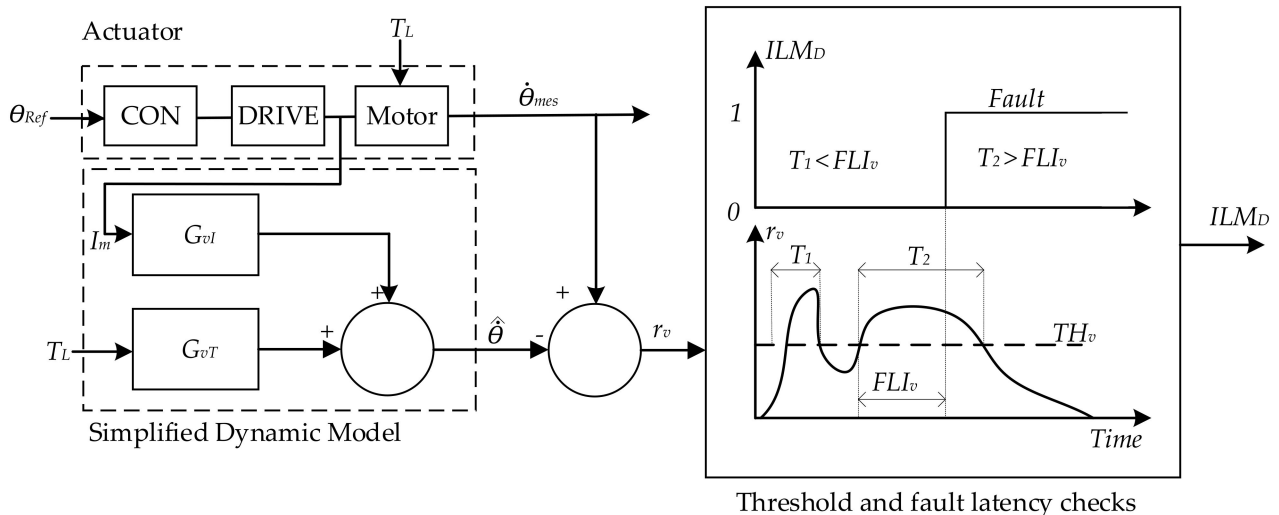 Actuator
T_L
θ_Ref
CON
DRIVE
Motor
θ̇_mes
I_m
G_vI
+
T_L
G_vT
+
θ̂̇
+
-
r_v
Simplified Dynamic Model
ILM_D
1
Fault
T_1 < FLI_v
T_2 > FLI_v
0
r_v
T_1
T_2
TH_v
FLI_v
Time
ILM_D
Threshold and fault latency checks